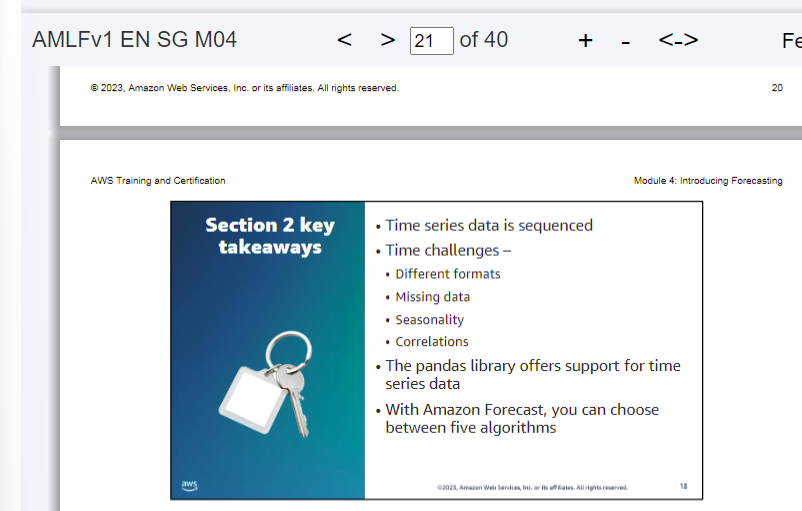 AMLFv1 EN SG M04 < > 21 of 40 + - <-> Fe
© 2023, Amazon Web Services, Inc. or its affiliates. All rights reserved. 20
AWS Training and Certification Module 4: Introducing Forecasting
Section 2 key
takeaways
• Time series data is sequenced
• Time challenges –
• Different formats
• Missing data
• Seasonality
• Correlations
• The pandas library offers support for time
series data
• With Amazon Forecast, you can choose
between five algorithms
aws
©2023, Amazon Web Services, Inc. or its affiliates. All rights reserved. 18